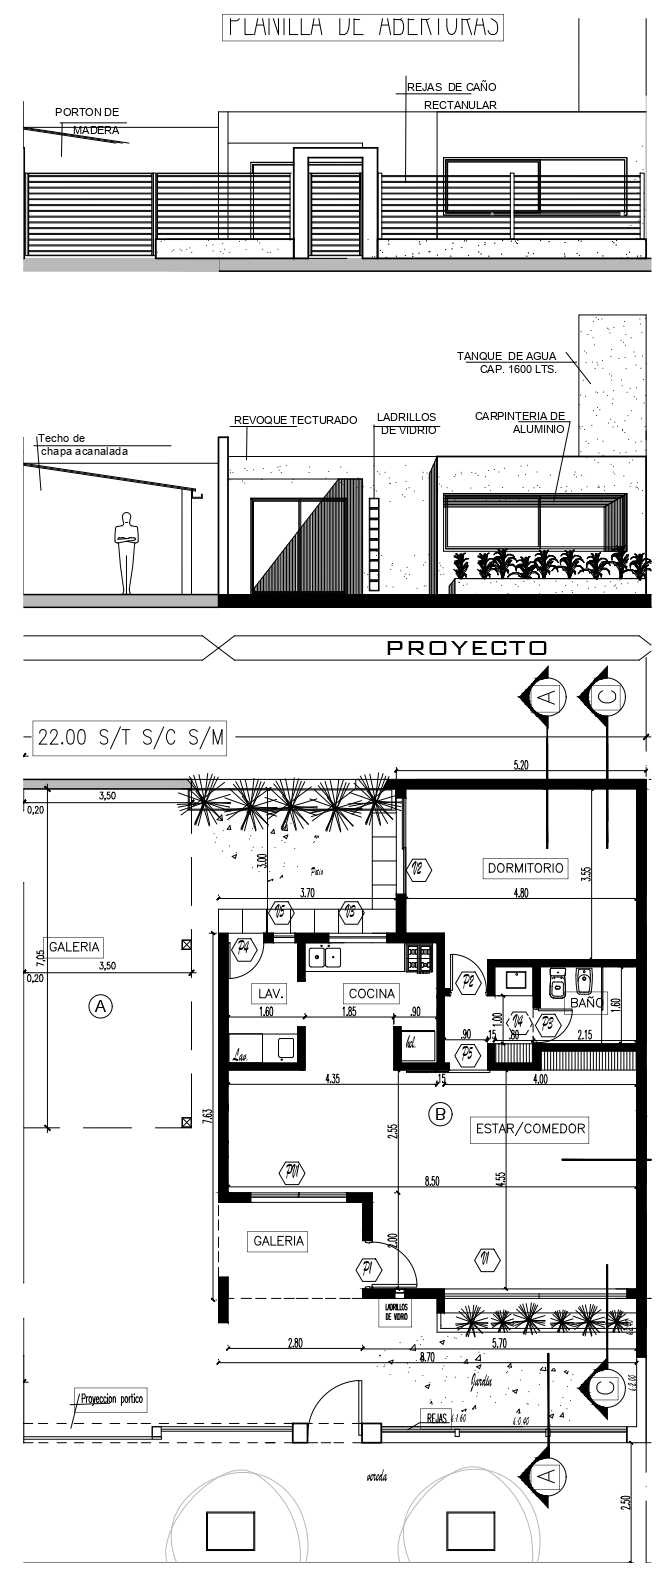 PLANILLA DE ABERTURAS
REJAS DE CAÑO
RECTANULAR
PORTON DE
MADERA
TANQUE DE AGUA
CAP. 1600 LTS.
REVOQUE TECTURADO
LADRILLOS
DE VIDRIO
CARPINTERIA DE
ALUMINIO
Techo de
chapa acanalada
PROYECTO
A
C
22.00 S/T S/C S/M
5.20
3,50
0,20
3.00
Patio
V2
DORMITORIO
3.55
3.70
4.80
V5
V3
P4
GALERIA
7.05
3,50
0,20
P2
LAV.
COCINA
BAÑO
1.60
A
1.60
1.85
.90
1.00
V4
P3
.90
.15
.80
2.15
Lav.
hel.
P5
4.35
.15
4.00
7.63
B
2.55
ESTAR/COMEDOR
4.55
PV1
8.50
GALERIA
2.00
P1
V1
LADRILLOS
DE VIDRIO
2.80
5.70
8.70
Jardín
C
Proyeccion portico
REJAS
A
vereda
2.50